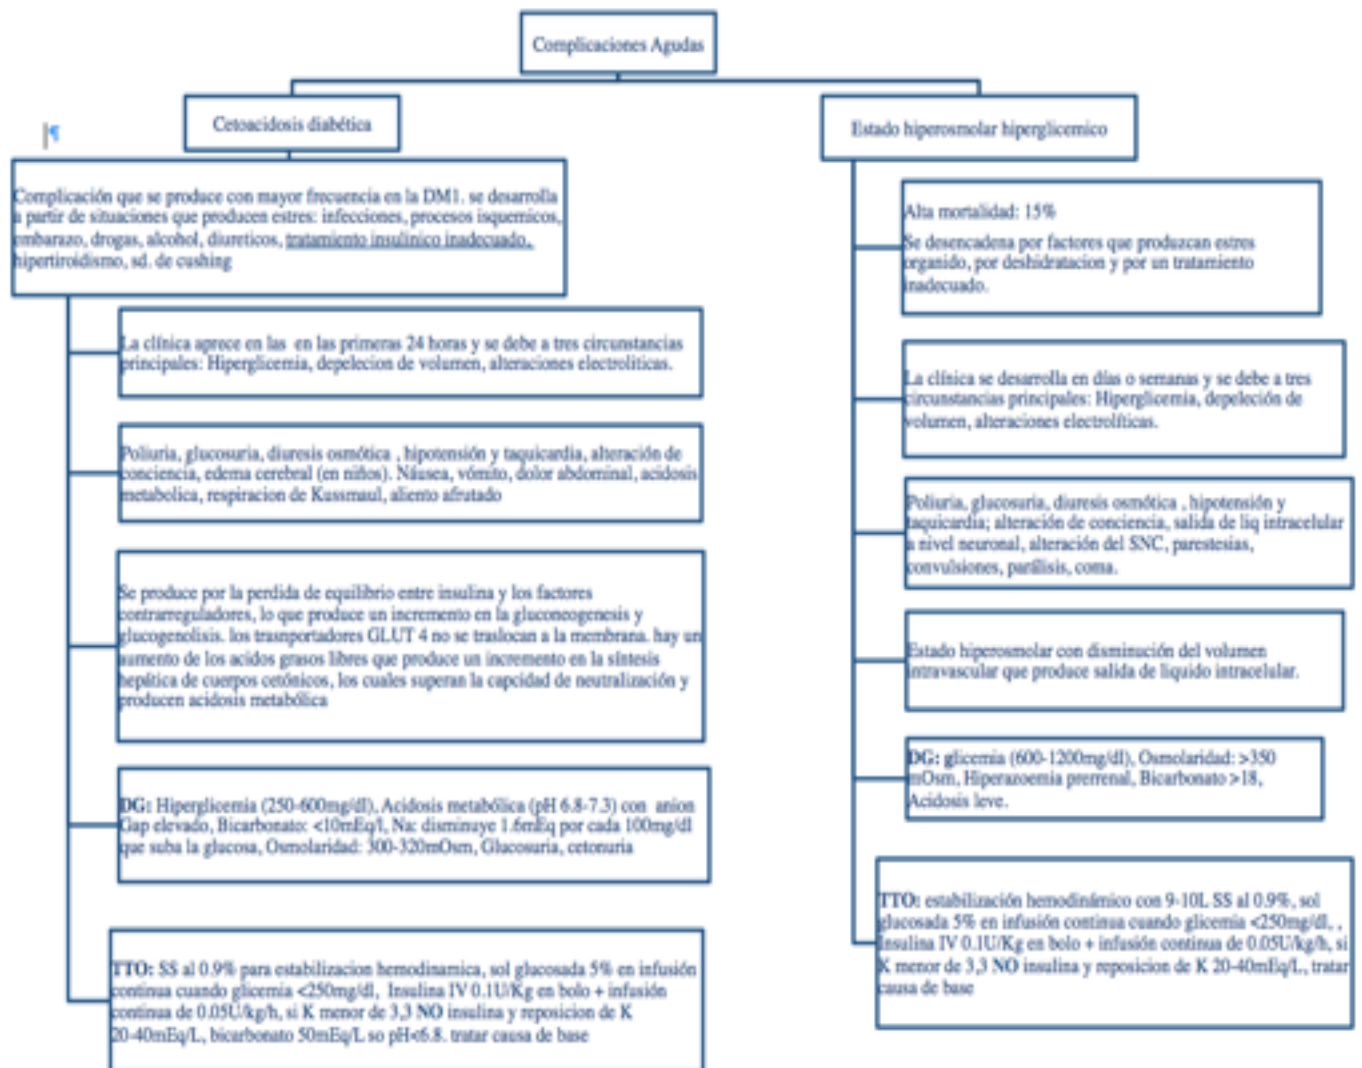 Complicaciones Agudas
Cetoacidosis diabética
Complicación que se produce con mayor frecuencia en la DM1. se desarrolla
a partir de situaciones que producen estres: infecciones, procesos isquemicos,
embarazo, drogas, alcohol, diureticos, tratamiento insulinico inadecuado,
hipertiroidismo, sd. de cushing
La clínica aprece en las en las primeras 24 horas y se debe a tres circunstancias
principales: Hiperglicemia, depelecion de volumen, alteraciones electroliticas.
Poliuria, glucosuria, diuresis osmótica , hipotensión y taquicardia, alteración de
conciencia, edema cerebral (en niños). Náusea, vómito, dolor abdominal, acidosis
metabolica, respiracion de Kussmaul, aliento afrutado
Se produce por la perdida de equilibrio entre insulina y los factores
contrarreguladores, lo que produce un incremento en la gluconeogenesis y
glucogenolisis. los trasnportadores GLUT 4 no se traslocan a la membrana. hay un
aumento de los acidos grasos libres que produce un incremento en la síntesis
hepática de cuerpos cetónicos, los cuales superan la capcidad de neutralización y
producen acidosis metabólica
DG: Hiperglicemia (250-600mg/dl), Acidosis metabólica (pH 6.8-7.3) con anion
Gap elevado, Bicarbonato: <10mEq/l, Na: disminuye 1.6mEq por cada 100mg/dl
que suba la glucosa, Osmolaridad: 300-320mOsm, Glucosuria, cetonuria
TTO: SS al 0.9% para estabilizacion hemodinamica, sol glucosada 5% en infusión
continua cuando glicemia <250mg/dl, Insulina IV 0.1U/Kg en bolo + infusión
continua de 0.05U/kg/h, si K menor de 3,3 NO insulina y reposicion de K
20-40mEq/L, bicarbonato 50mEq/L so pH<6.8. tratar causa de base
Estado hiperosmolar hiperglicemico
Alta mortalidad: 15%
Se desencadena por factores que produzcan estres
organido, por deshidratacion y por un tratamiento
inadecuado.
La clínica se desarrolla en días o semanas y se debe a tres
circunstancias principales: Hiperglicemia, depeleción de
volumen, alteraciones electrolíticas.
Poliuria, glucosuria, diuresis osmótica , hipotensión y
taquicardia; alteración de conciencia, salida de liq intracelular
a nivel neuronal, alteración del SNC, parestesias,
convulsiones, parálisis, coma.
Estado hiperosmolar con disminución del volumen
intravascular que produce salida de liquido intracelular.
DG: glicemia (600-1200mg/dl), Osmolaridad: >350
mOsm, Hiperazoemia prerrenal, Bicarbonato >18,
Acidosis leve.
TTO: estabilización hemodinámico con 9-10L SS al 0.9%, sol
glucosada 5% en infusión continua cuando glicemia <250mg/dl, ,
Insulina IV 0.1U/Kg en bolo + infusión continua de 0.05U/kg/h, si
K menor de 3,3 NO insulina y reposicion de K 20-40mEq/L, tratar
causa de base